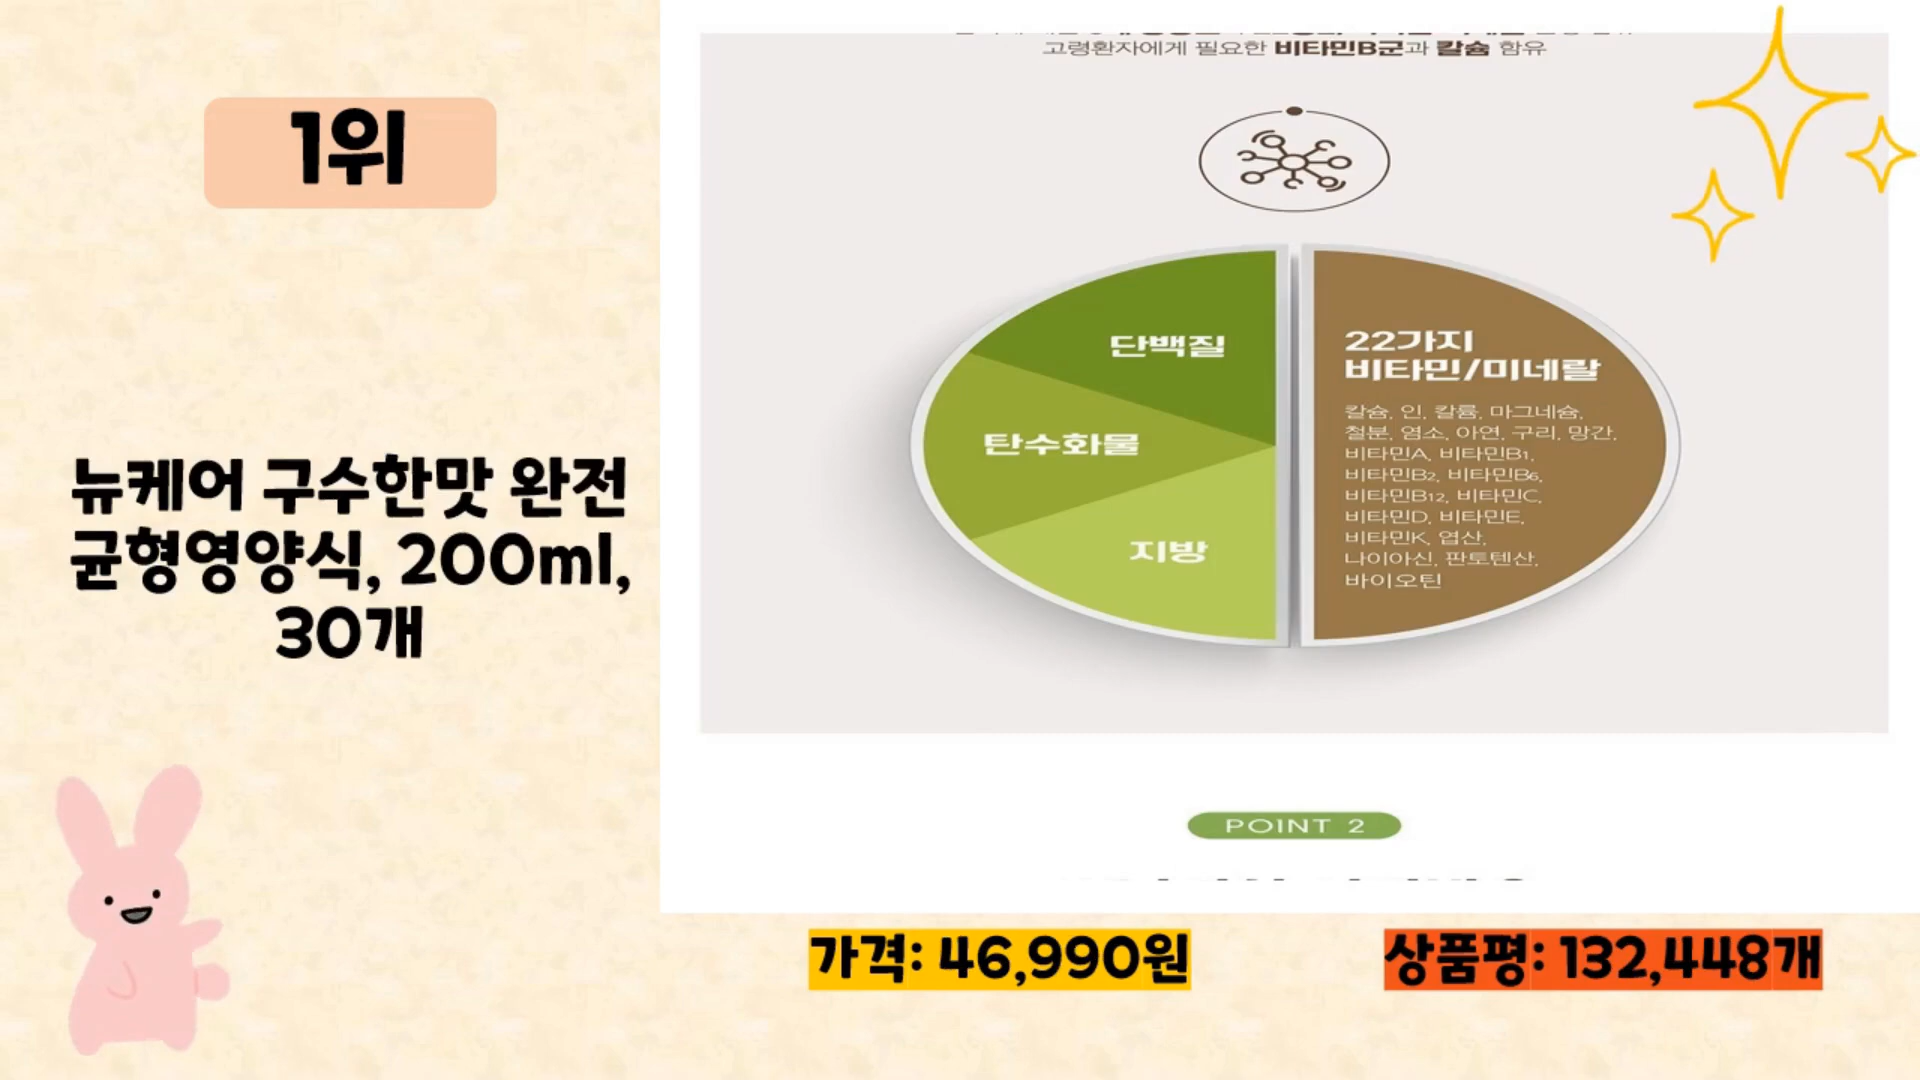 1위
뉴케어 구수한맛 완전
균형영양식, 200ml,
30개
고령환자에게 필요한 비타민B군과 칼슘 함유
단백질
탄수화물
지방
22가지
비타민/미네랄
칼슘, 인, 칼륨, 마그네슘,
철분, 염소, 아연, 구리, 망간,
비타민A, 비타민B1,
비타민B2, 비타민B6,
비타민B12, 비타민C,
비타민D, 비타민E,
비타민K, 엽산,
나이아신, 판토텐산,
바이오틴
POINT 2
가격: 46,990원
상품평: 132,448개